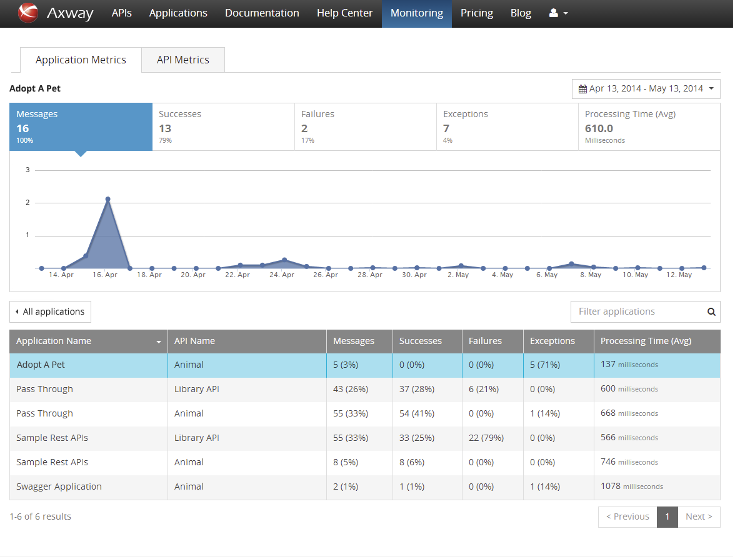 Axway APIs Applications Documentation Help Center Monitoring Pricing Blog
Application Metrics API Metrics
Adopt A Pet Apr 13, 2014 - May 13, 2014
Messages Successes Failures Exceptions Processing Time (Avg)
16 13 2 7 610.0
100% 79% 17% 4% Milliseconds
3
2
1
14. Apr 16. Apr 18. Apr 20. Apr 22. Apr 24. Apr 26. Apr 28. Apr 30. Apr 2. May 4. May 6. May 8. May 10. May 12. May
All applications Filter applications
Application Name API Name Messages Successes Failures Exceptions Processing Time (Avg)
Adopt A Pet Animal 5 (3%) 0 (0%) 0 (0%) 5 (71%) 137 milliseconds
Pass Through Library API 43 (26%) 37 (28%) 6 (21%) 0 (0%) 600 milliseconds
Pass Through Animal 55 (33%) 54 (41%) 0 (0%) 1 (14%) 668 milliseconds
Sample Rest APIs Library API 55 (33%) 33 (25%) 22 (79%) 0 (0%) 566 milliseconds
Sample Rest APIs Animal 8 (5%) 8 (6%) 0 (0%) 0 (0%) 746 milliseconds
Swagger Application Animal 2 (1%) 1 (1%) 0 (0%) 1 (14%) 1078 milliseconds
1-6 of 6 results < Previous 1 Next >